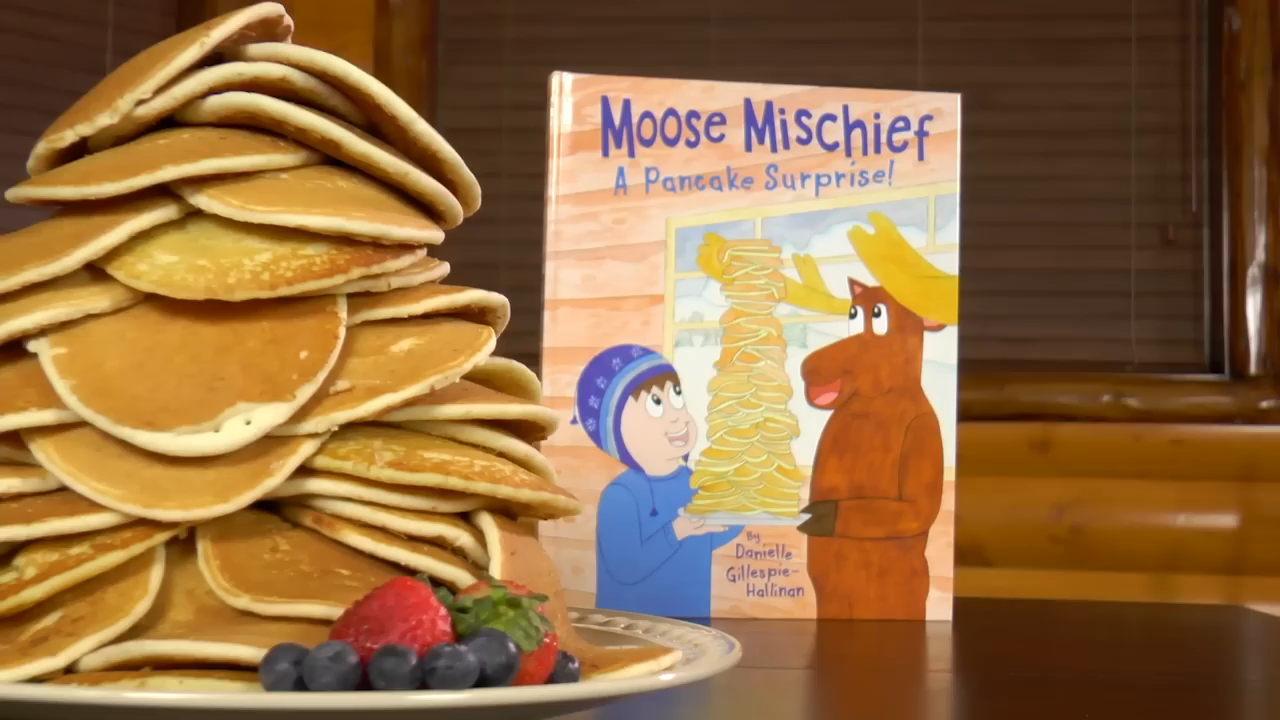 Moose Mischief
A Pancake Surprise!
By
Danielle
Gillespie-
Hallinan